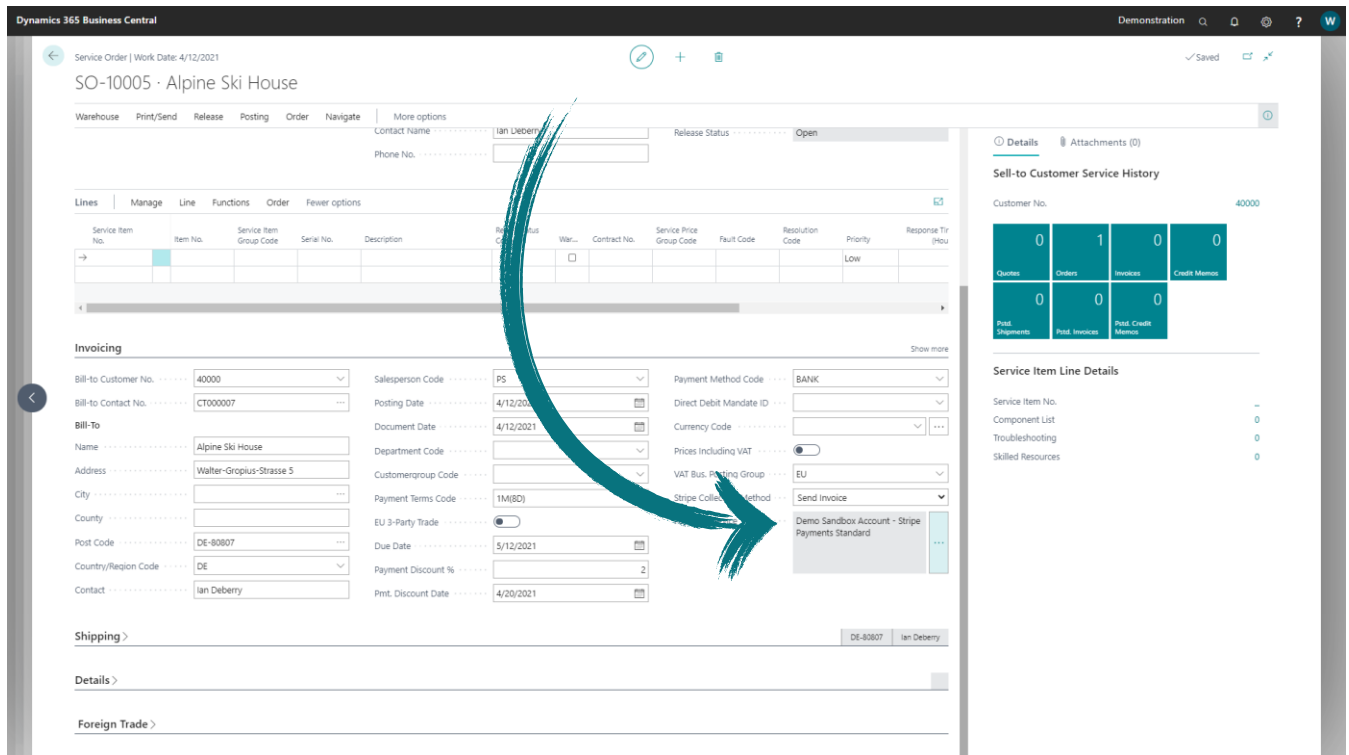 Dynamics 365 Business Central
Demonstration
?
W
Service Order | Work Date: 4/12/2021
Saved
SO-10005 · Alpine Ski House
Warehouse Print/Send Release Posting Order Navigate More options
Contact Name Ian Deberry
Release Status Open
Phone No.
Details Attachments (0)
Sell-to Customer Service History
Customer No. 40000
0 Quotes
1 Orders
0 Invoices
0 Credit Memos
0 Pstd. Shipments
0 Pstd. Invoices
0 Pstd. Credit Memos
Service Item Line Details
Service Item No. _
Component List 0
Troubleshooting 0
Skilled Resources 0
Lines Manage Line Functions Order Fewer options
Service Item No. Item No. Service Item Group Code Serial No. Description War... Contract No. Service Price Group Code Fault Code Resolution Code Priority Response Tir (Hou
Low
Invoicing
Show more
Bill-to Customer No. 40000
Bill-to Contact No. CT000007
Bill-To
Name Alpine Ski House
Address Walter-Gropius-Strasse 5
City
County
Post Code DE-80807
Country/Region Code DE
Contact Ian Deberry
Salesperson Code PS
Posting Date 4/12/202
Document Date 4/12/2021
Department Code
Customergroup Code
Payment Terms Code 1M(8D)
EU 3-Party Trade
Due Date 5/12/2021
Payment Discount % 2
Pmt. Discount Date 4/20/2021
Payment Method Code BANK
Direct Debit Mandate ID
Currency Code
Prices Including VAT
VAT Bus. Posting Group EU
Stripe Collection Method Send Invoice
Demo Sandbox Account - Stripe
Payments Standard
Shipping
DE-80807 Ian Deberry
Details
Foreign Trade